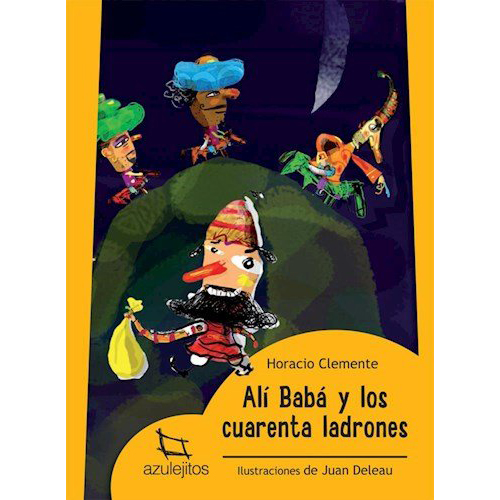 Horacio Clemente
Alí Babá y los
cuarenta ladrones
azulejitos
Ilustraciones de Juan Deleau